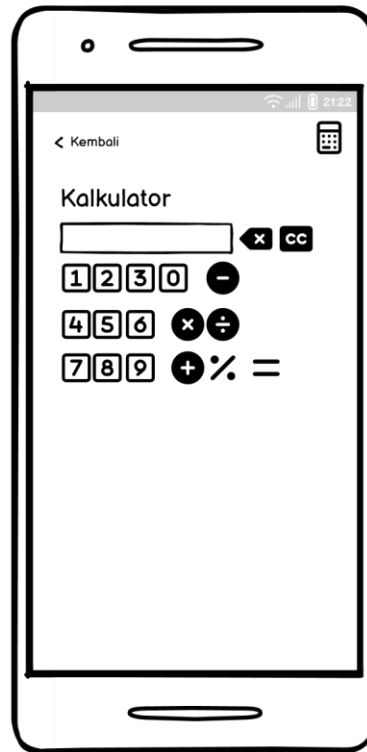 21:22
< Kembali
Kalkulator
× CC
1 2 3 0 −
4 5 6 × ÷
7 8 9 + % =